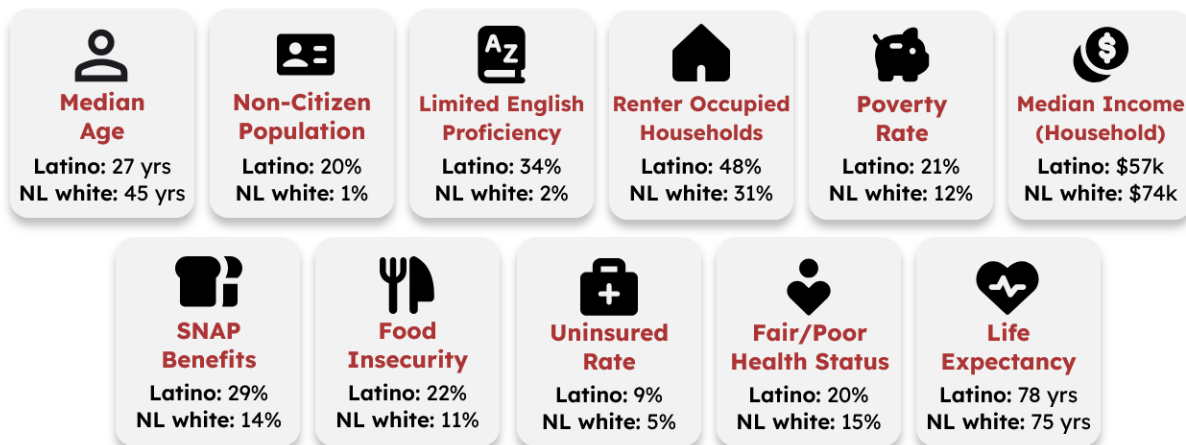 AZ
$
Median
Age
Latino: 27 yrs
NL white: 45 yrs
Non-Citizen
Population
Latino: 20%
NL white: 1%
Limited English
Proficiency
Latino: 34%
NL white: 2%
Renter Occupied
Households
Latino: 48%
NL white: 31%
Poverty
Rate
Latino: 21%
NL white: 12%
Median Income
(Household)
Latino: $57k
NL white: $74k
SNAP
Benefits
Latino: 29%
NL white: 14%
Food
Insecurity
Latino: 22%
NL white: 11%
Uninsured
Rate
Latino: 9%
NL white: 5%
Fair/Poor
Health Status
Latino: 20%
NL white: 15%
Life
Expectancy
Latino: 78 yrs
NL white: 75 yrs